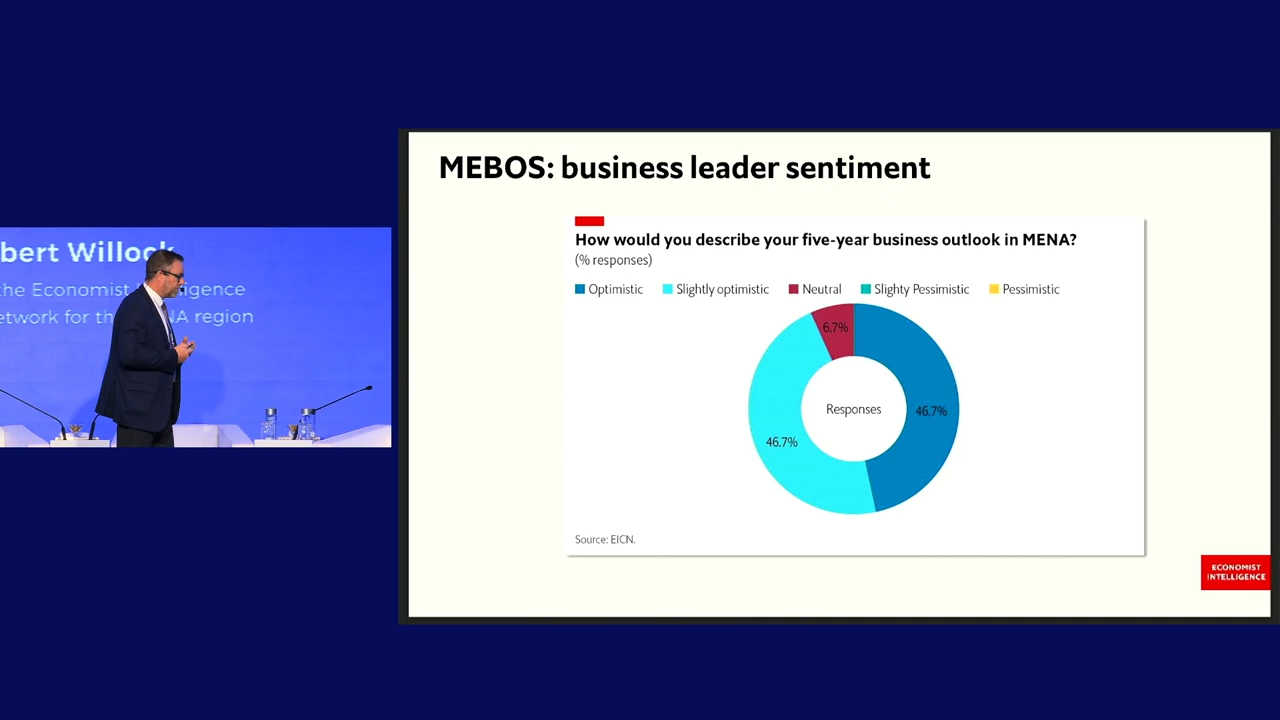 bert Willock
the Economist
igence
etwork for th
NA region
MEBOS: business leader sentiment
How would you describe your five-year business outlook in MENA?
(% responses)
Optimistic
Slightly optimistic
Neutral
Slighty Pessimistic
Pessimistic
6.7%
46.7%
Responses
46.7%
Source: EICN.
ECONOMIST
INTELLIGENCE